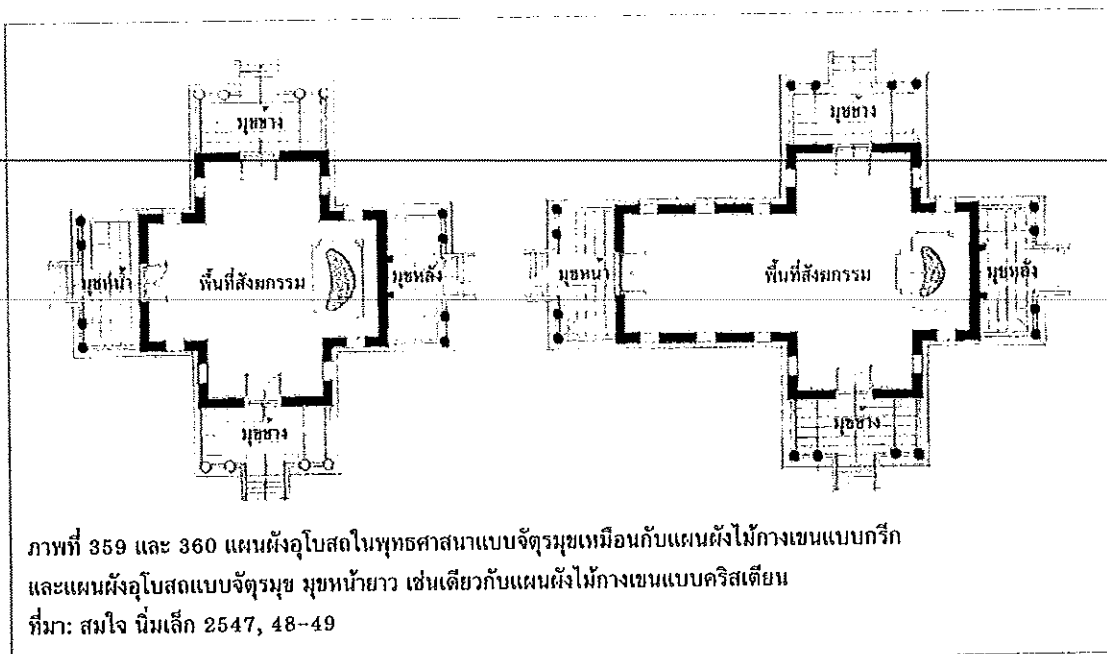 มุขข้าง
มุขข้าง
มุขหน้า พื้นที่สังฆกรรม มุขหลัง
มุขหน้า พื้นที่สังฆกรรม มุขหลัง
มุขข้าง
มุขข้าง
ภาพที่ 359 และ 360 แผนผังอุโบสถในพุทธศาสนาแบบจัตุรมุขเหมือนกับแผนผังไม้กางเขนแบบกรีก
และแผนผังอุโบสถแบบจัตุรมุข มุขหน้ายาว เช่นเดียวกับแผนผังไม้กางเขนแบบคริสเตียน
ที่มา: สมใจ นิ่มเล็ก 2547, 48-49